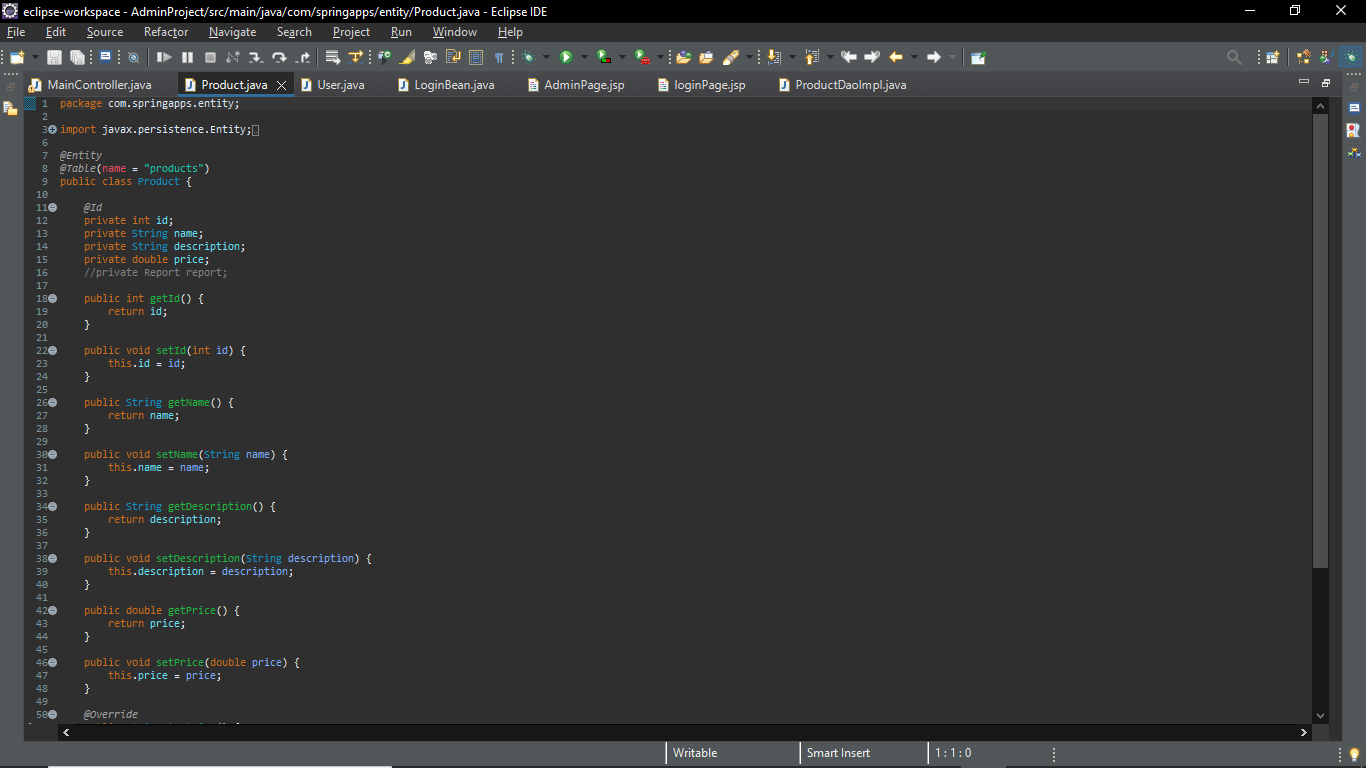 eclipse-workspace - AdminProject/src/main/java/com/springapps/entity/Product.java - Eclipse IDE
File Edit Source Refactor Navigate Search Project Run Window Help
MainController.java Product.java User.java LoginBean.java AdminPage.jsp loginPage.jsp ProductDaoImpl.java
1 package com.springapps.entity;
2
3 import javax.persistence.Entity;
6
7 @Entity
8 @Table(name = "products")
9 public class Product {
10
11 @Id
12 private int id;
13 private String name;
14 private String description;
15 private double price;
16 //private Report report;
17
18 public int getId() {
19 return id;
20 }
21
22 public void setId(int id) {
23 this.id = id;
24 }
25
26 public String getName() {
27 return name;
28 }
29
30 public void setName(String name) {
31 this.name = name;
32 }
33
34 public String getDescription() {
35 return description;
36 }
37
38 public void setDescription(String description) {
39 this.description = description;
40 }
41
42 public double getPrice() {
43 return price;
44 }
45
46 public void setPrice(double price) {
47 this.price = price;
48 }
49
50 @Override
Writable Smart Insert 1 : 1 : 0